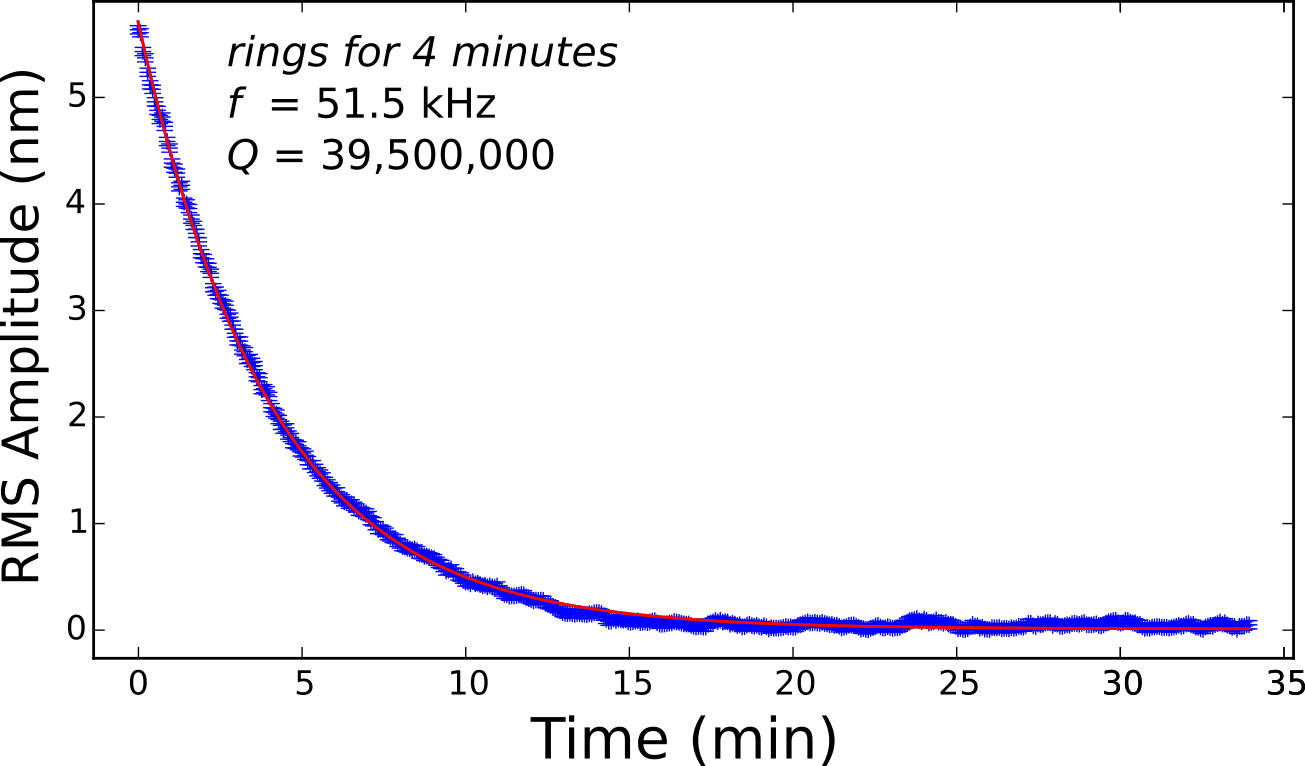 rings for 4 minutes
f = 51.5 kHz
Q = 39,500,000
RMS Amplitude (nm)
5
4
3
2
1
0
0 5 10 15 20 25 30 35
Time (min)